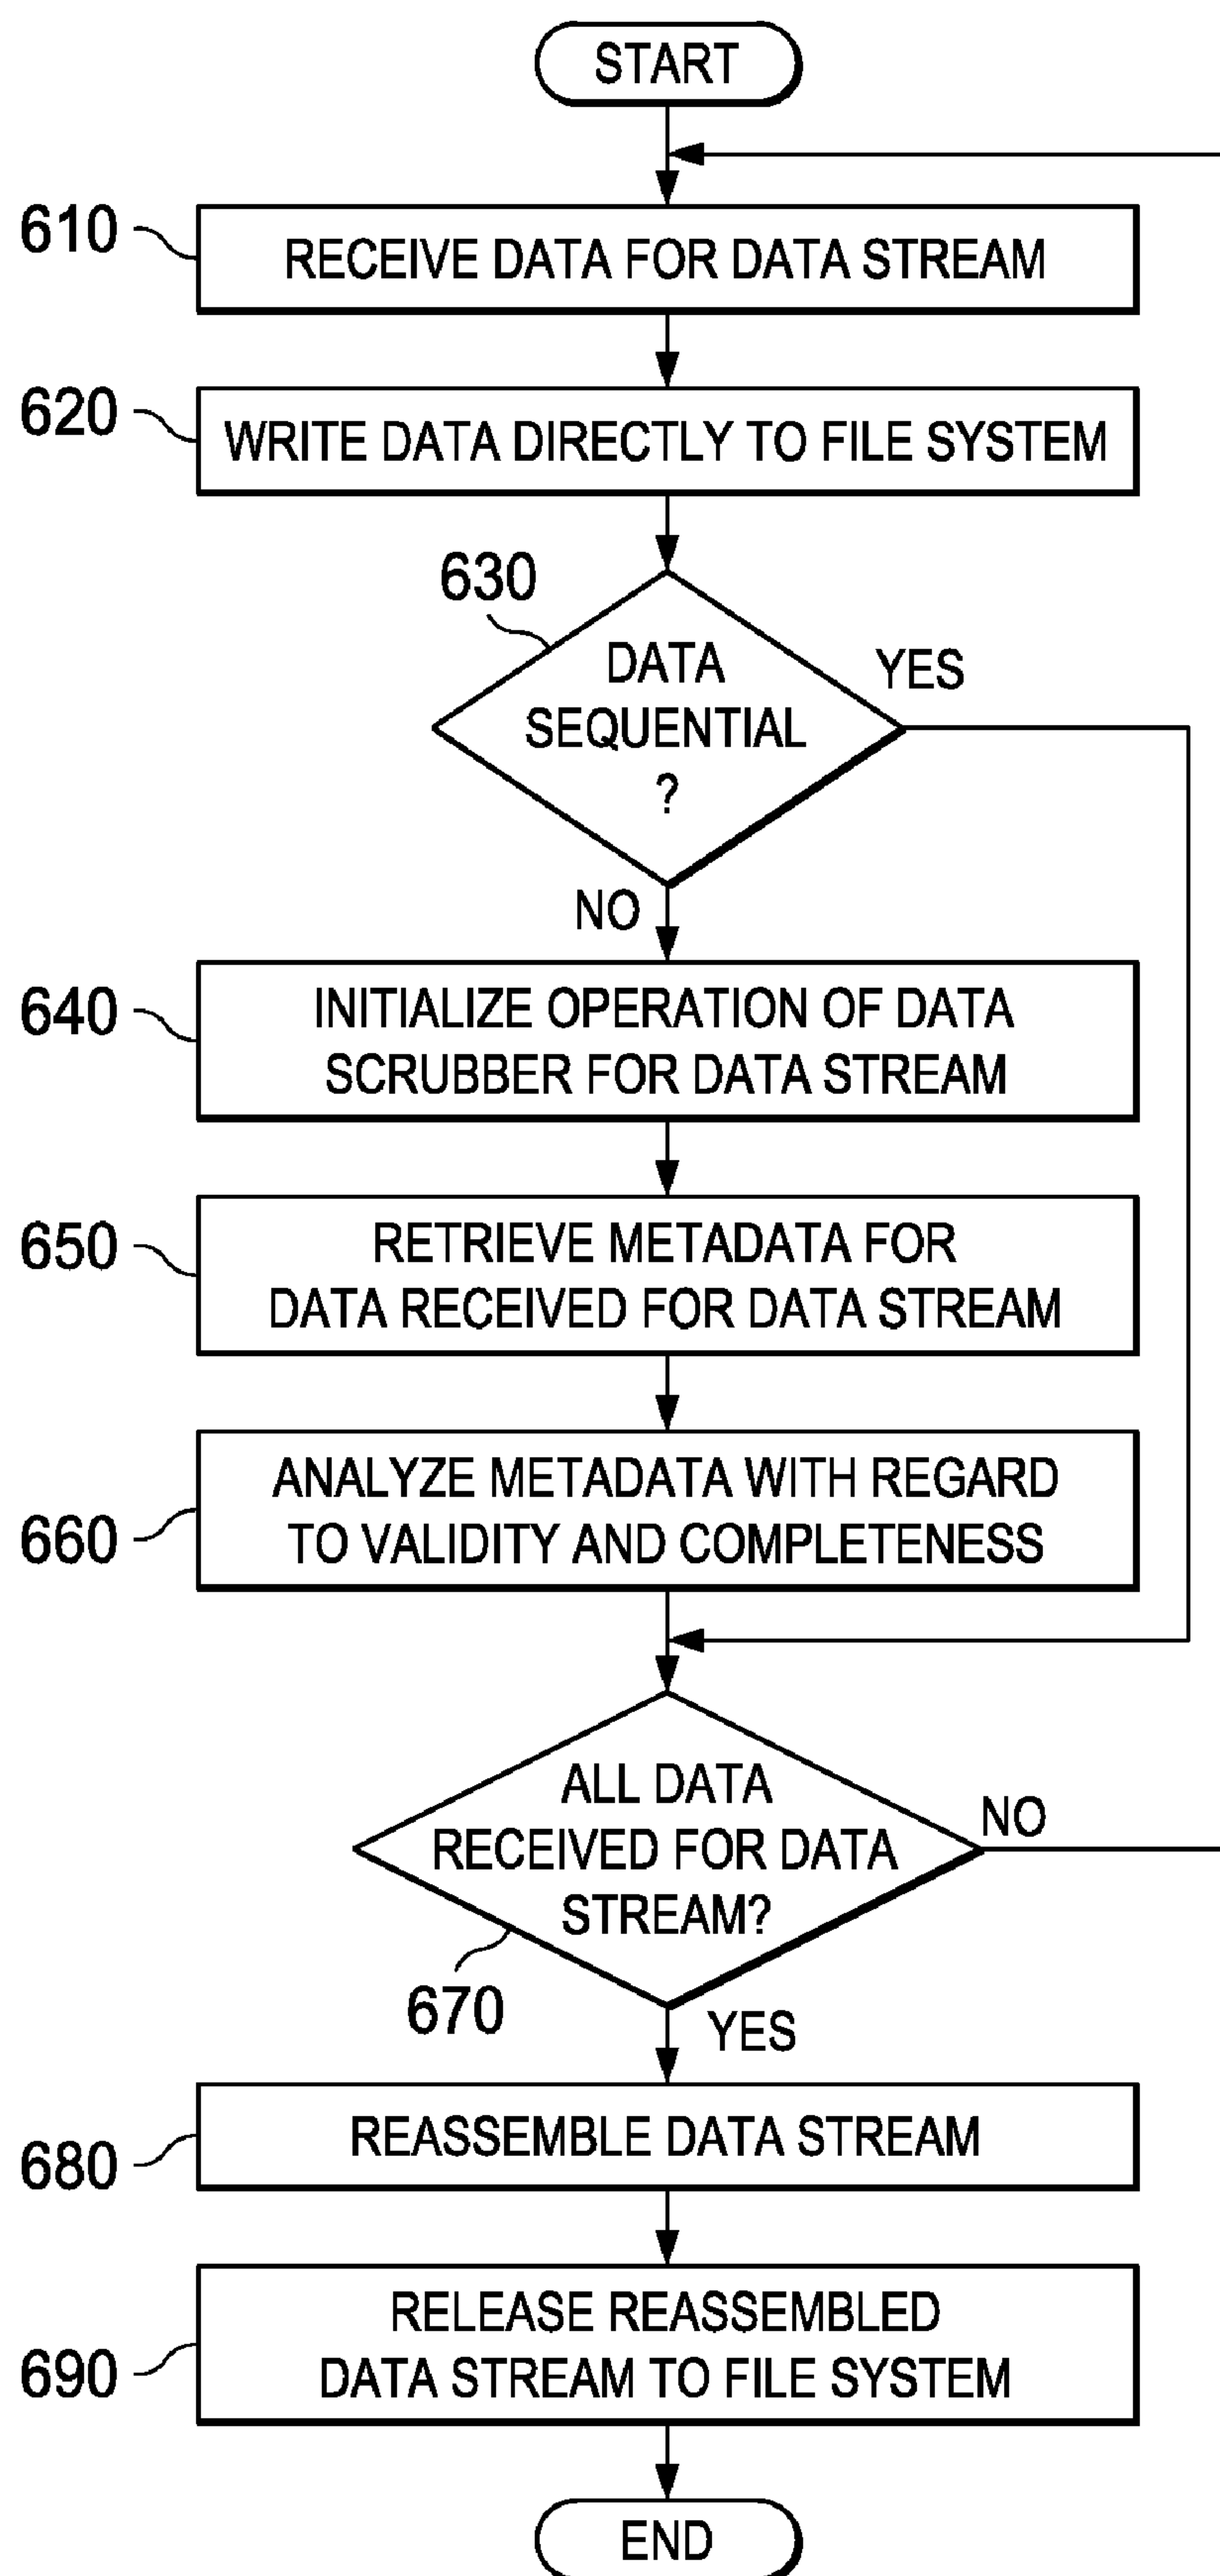 START
610
RECEIVE DATA FOR DATA STREAM
620
WRITE DATA DIRECTLY TO FILE SYSTEM
630
DATA
SEQUENTIAL
?
YES
NO
640
INITIALIZE OPERATION OF DATA
SCRUBBER FOR DATA STREAM
650
RETRIEVE METADATA FOR
DATA RECEIVED FOR DATA STREAM
660
ANALYZE METADATA WITH REGARD
TO VALIDITY AND COMPLETENESS
ALL DATA
RECEIVED FOR DATA
STREAM?
NO
670
YES
680
REASSEMBLE DATA STREAM
690
RELEASE REASSEMBLED
DATA STREAM TO FILE SYSTEM
END